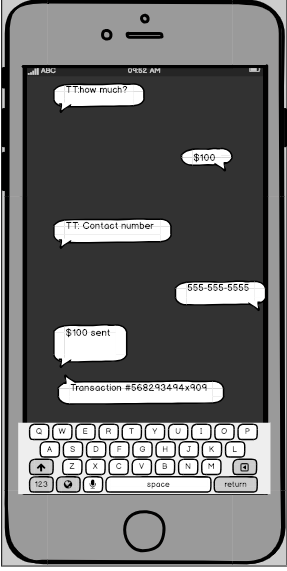 ABC 09:52 AM
TT:how much?
$100
TT: Contact number
555-555-5555
$100 sent
Transaction #568293494x909
Q W E R T Y U I O P
A S D F G H J K L
Z X C V B N M
123 space return